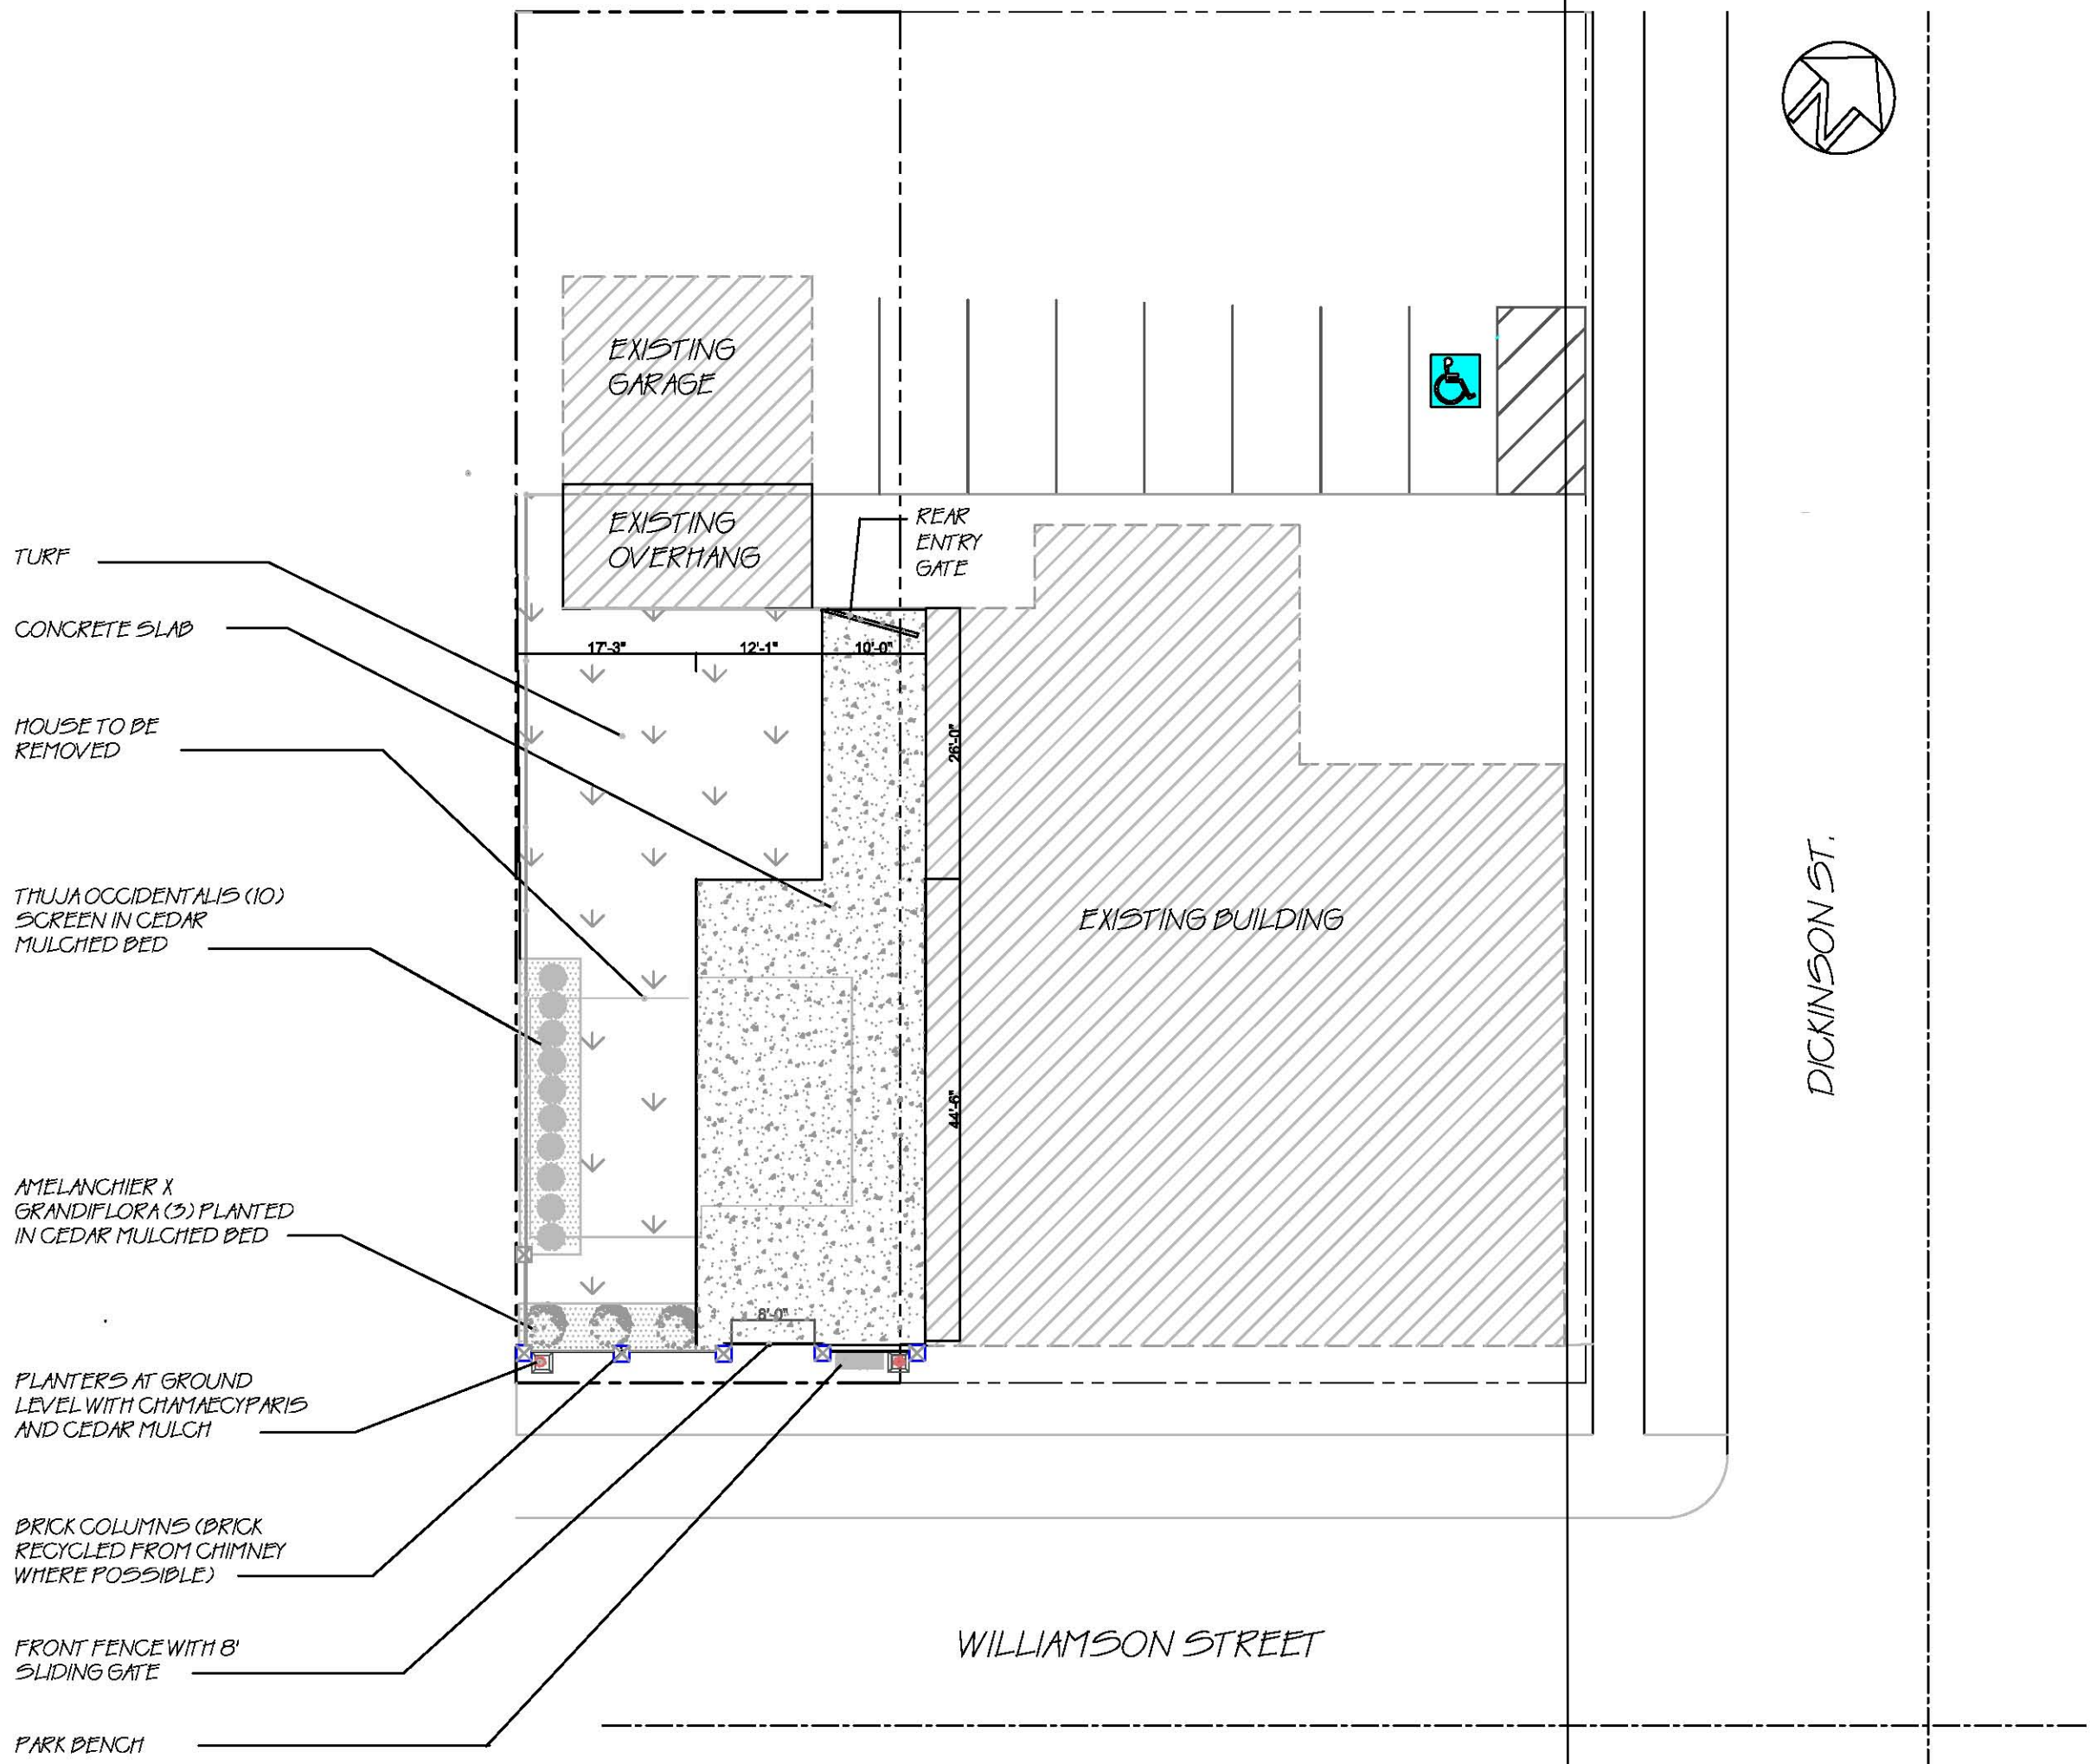 N
EXISTING
GARAGE
EXISTING
OVERHANG
REAR
ENTRY
GATE
TURF
CONCRETE SLAB
HOUSE TO BE
REMOVED
THUJA OCCIDENTALIS (10)
SCREEN IN CEDAR
MULCHED BED
AMELANCHIER X
GRANDIFLORA (3) PLANTED
IN CEDAR MULCHED BED
PLANTERS AT GROUND
LEVEL WITH CHAMAECYPARIS
AND CEDAR MULCH
BRICK COLUMNS (BRICK
RECYCLED FROM CHIMNEY
WHERE POSSIBLE)
FRONT FENCE WITH 8'
SLIDING GATE
PARK BENCH
17'-3"
12'-1"
10'-0"
26'-0"
44'-6"
8'-0"
EXISTING BUILDING
DICKINSON ST.
WILLIAMSON STREET